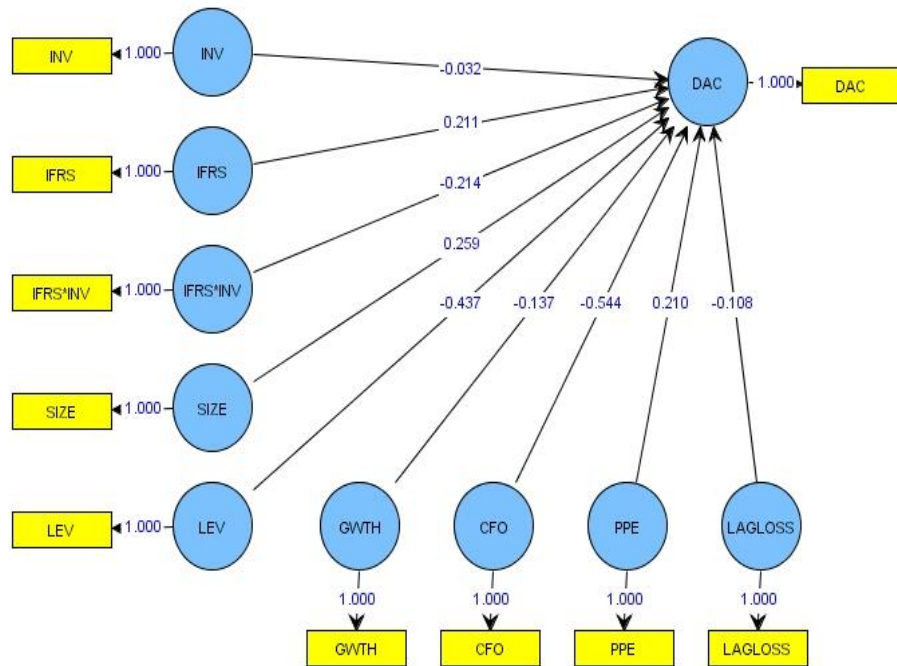 INV 1.000 INV -0.032 DAC 1.000 DAC
IFRS 1.000 IFRS 0.211
IFRS*INV 1.000 IFRS*INV -0.214
SIZE 1.000 SIZE 0.259
LEV 1.000 LEV -0.437
-0.137 -0.544 0.210 -0.108
GWTH CFO PPE LAGLOSS
1.000 1.000 1.000 1.000
GWTH CFO PPE LAGLOSS